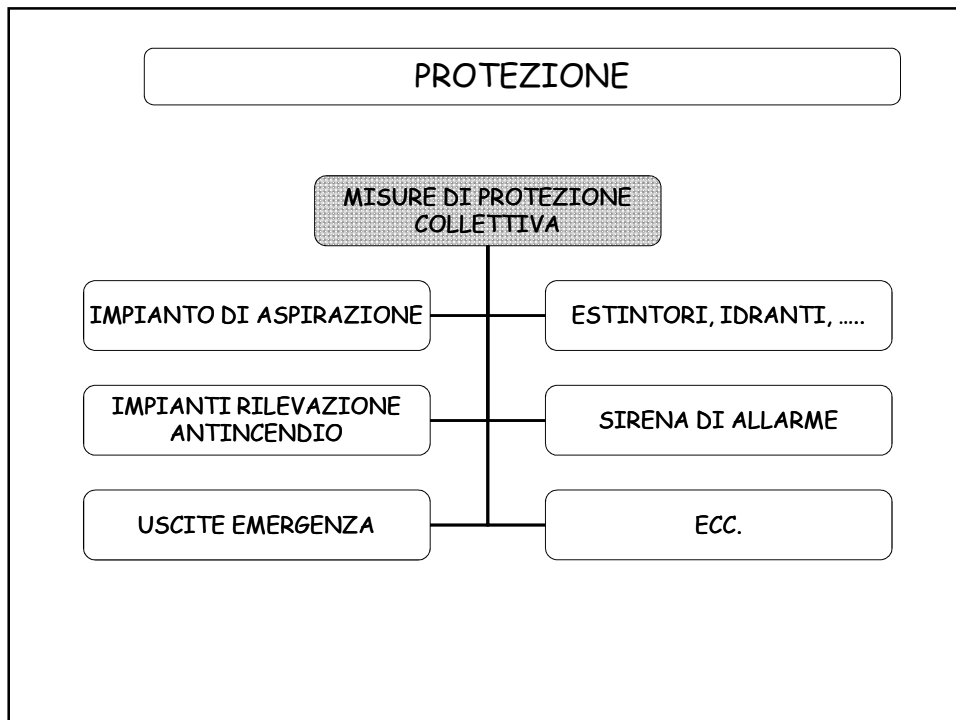 PROTEZIONE
MISURE DI PROTEZIONE
COLLETTIVA
IMPIANTO DI ASPIRAZIONE
ESTINTORI, IDRANTI, …..
IMPIANTI RILEVAZIONE
ANTINCENDIO
SIRENA DI ALLARME
USCITE EMERGENZA
ECC.